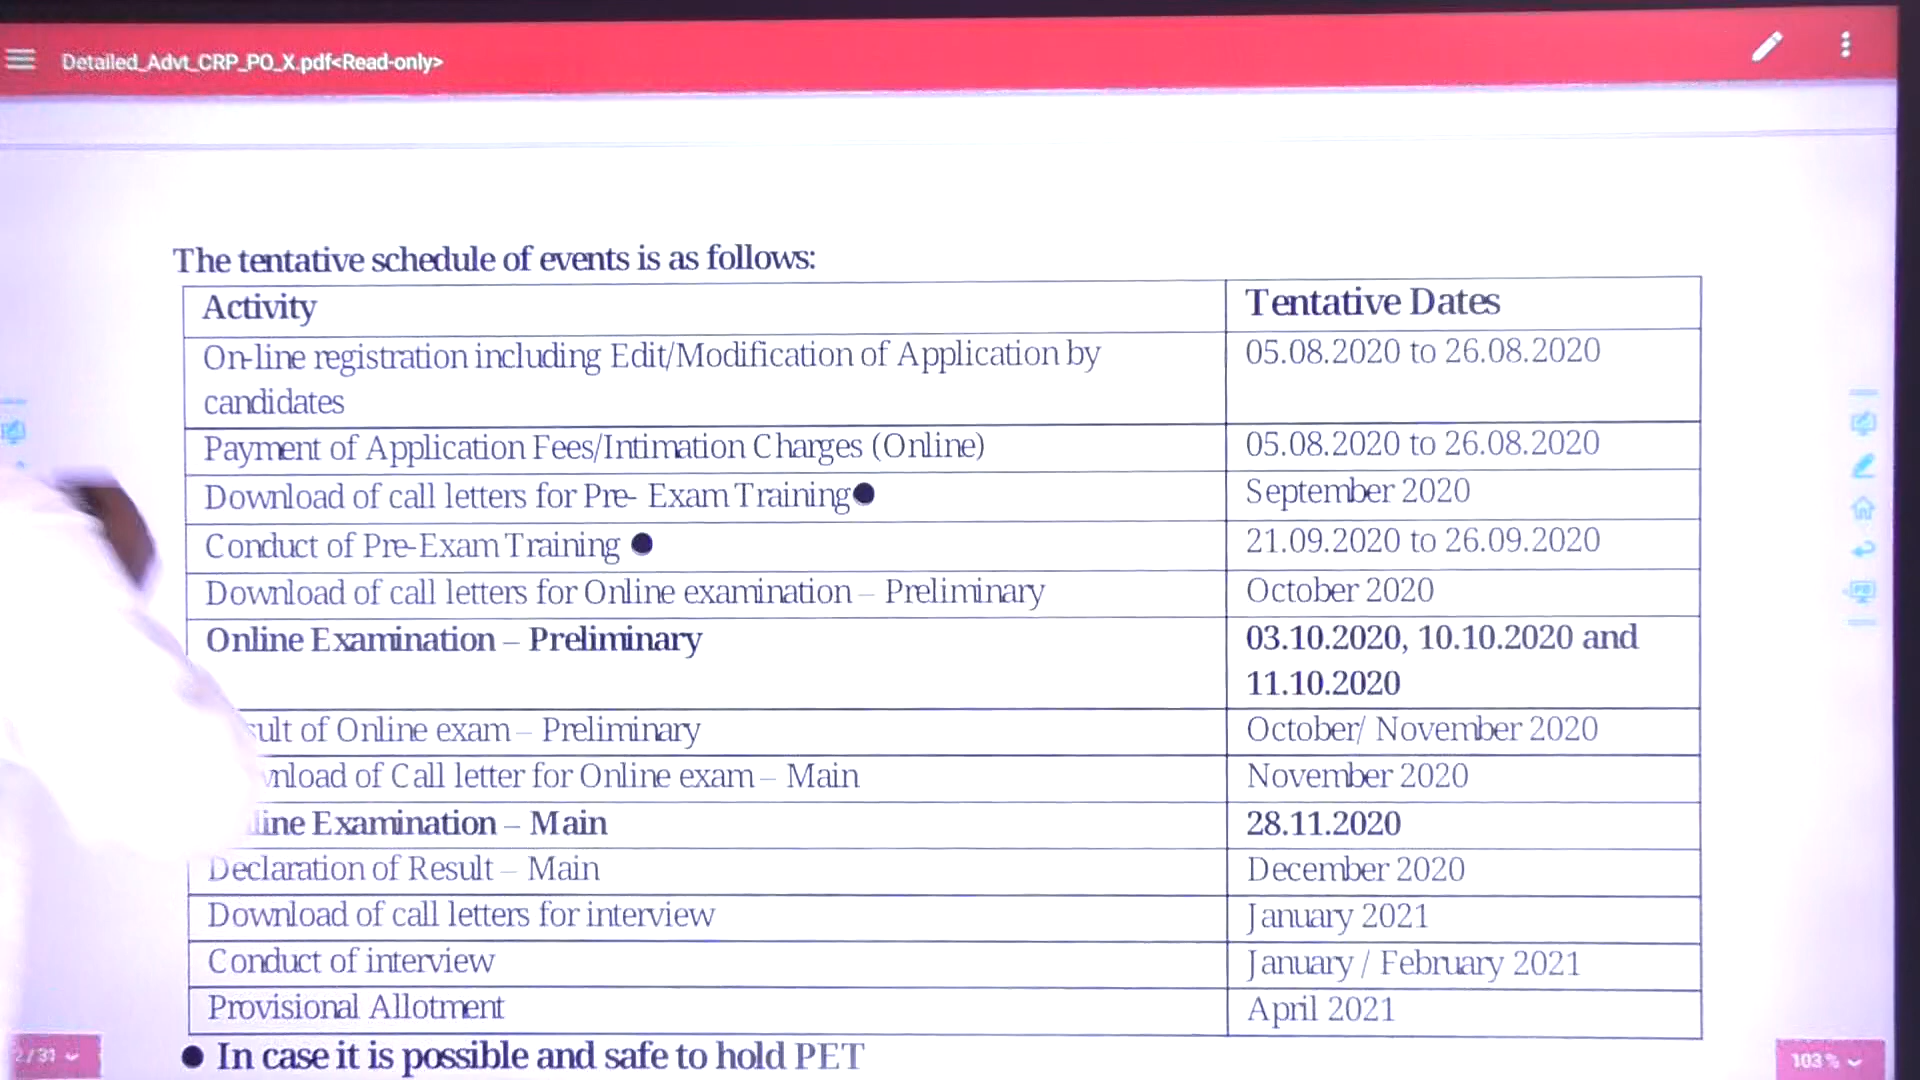 Detailed_Advt_CRP_PO_X.pdf<Read-only>
The tentative schedule of events is as follows:
Activity Tentative Dates
On-line registration including Edit/Modification of Application by 05.08.2020 to 26.08.2020
candidates
Payment of Application Fees/Intimation Charges (Online) 05.08.2020 to 26.08.2020
Download of call letters for Pre- Exam Training● September 2020
Conduct of Pre-Exam Training ● 21.09.2020 to 26.09.2020
Download of call letters for Online examination – Preliminary October 2020
Online Examination – Preliminary 03.10.2020, 10.10.2020 and
11.10.2020
of Online exam – Preliminary October/ November 2020
of Call letter for Online exam – Main November 2020
Examination – Main 28.11.2020
Declaration of Result – Main December 2020
Download of call letters for interview January 2021
Conduct of interview January / February 2021
Provisional Allotment April 2021
● In case it is possible and safe to hold PET
2/31
103%